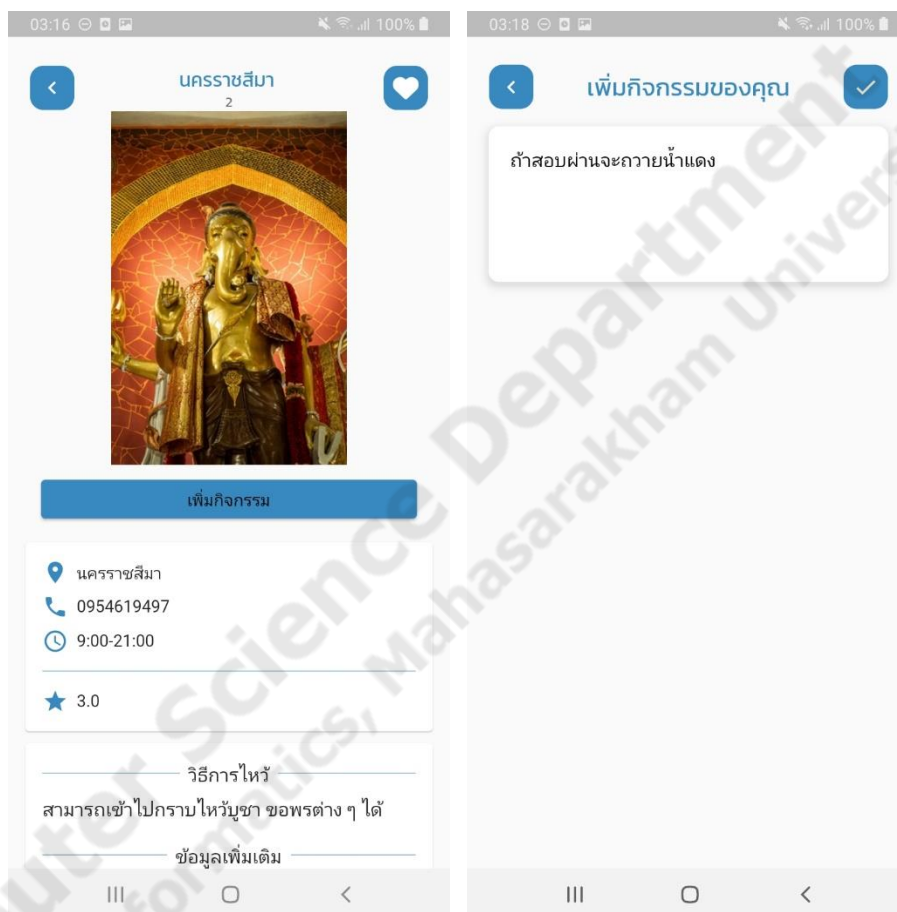 03:16
100%
นครราชสีมา
2
เพิ่มกิจกรรม
นครราชสีมา
0954619497
9:00-21:00
3.0
วิธีการไหว้
สามารถเข้าไปกราบไหว้บูชา ขอพรต่าง ๆ ได้
ข้อมูลเพิ่มเติม
03:18
100%
เพิ่มกิจกรรมของคุณ
ถ้าสอบผ่านจะถวายน้ำแดง
uter Science Department
formatics, Mahasarakham Univers